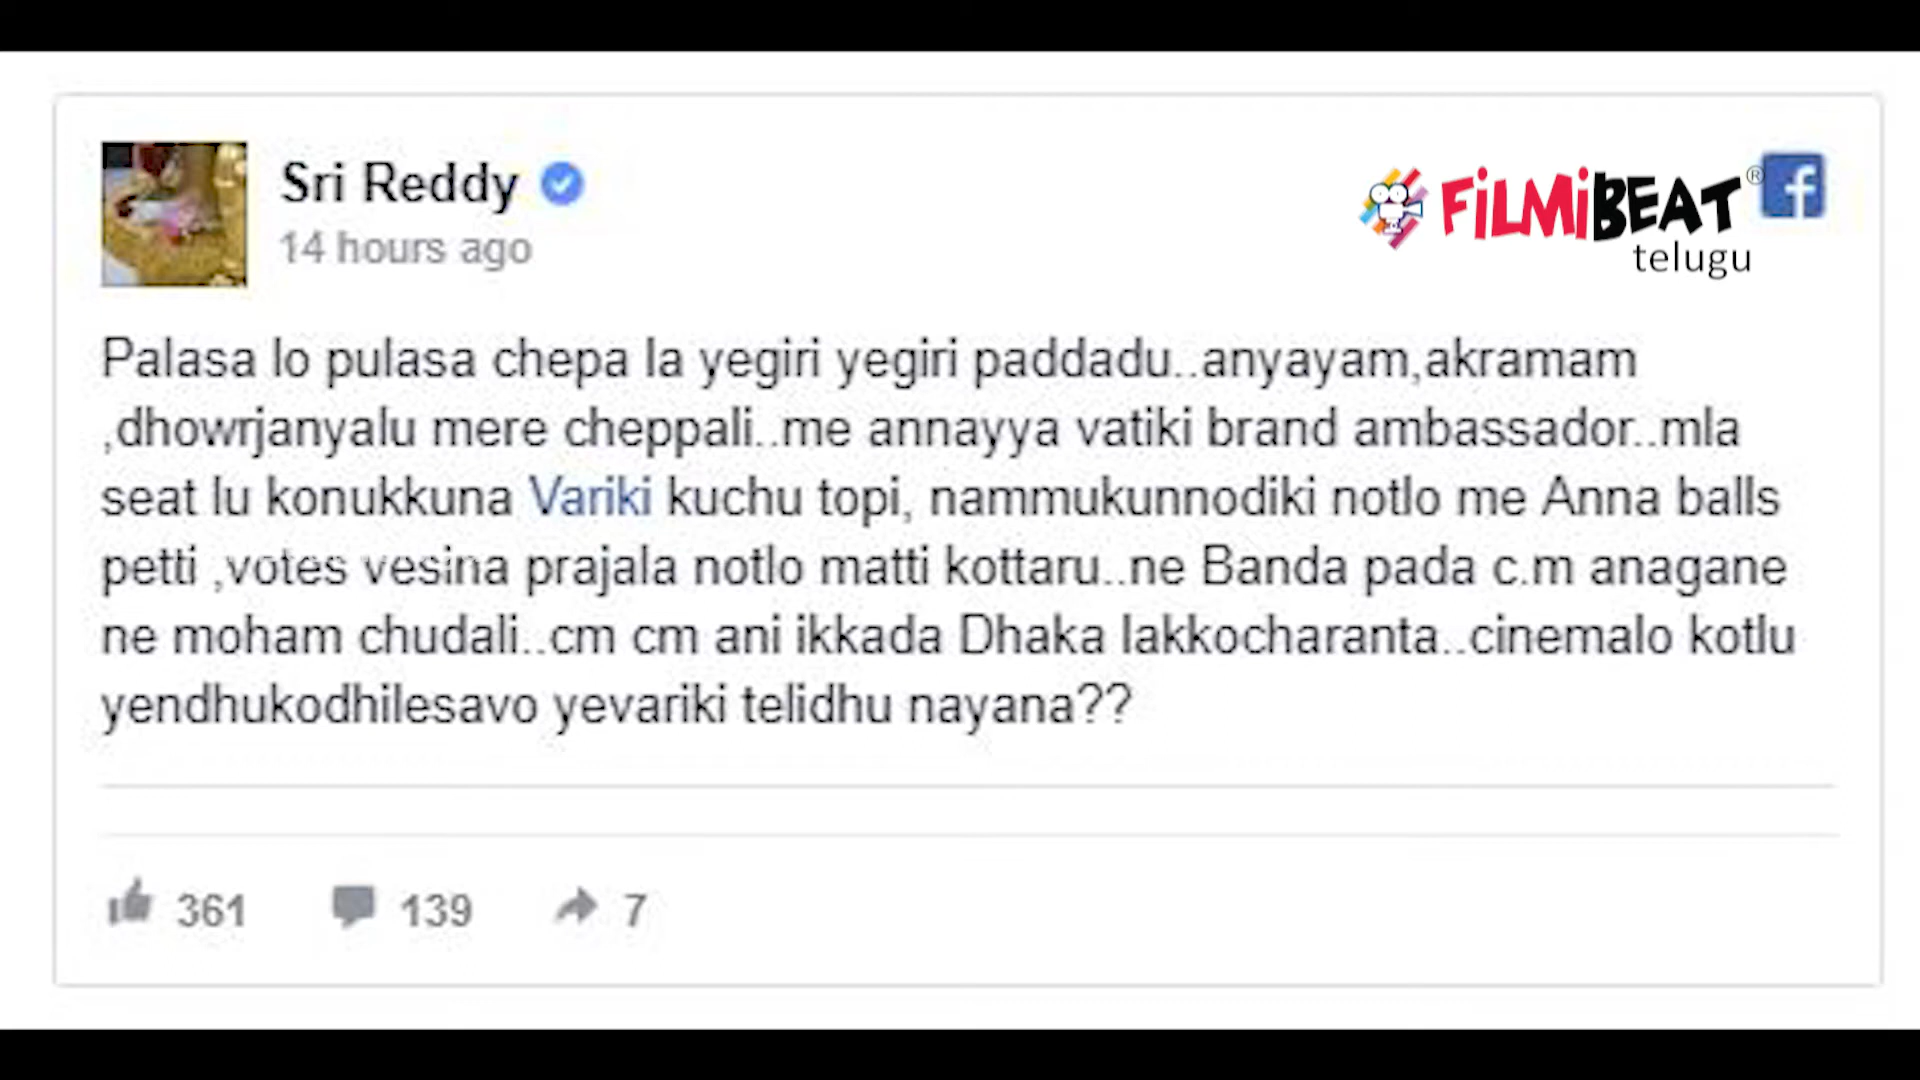 Sri Reddy
14 hours ago
FiLMiBEAT®
telugu
f
Palasa lo pulasa chepa la yegiri yegiri paddadu..anyayam,akramam
,dhowrjanyalu mere cheppali..me annayya vatiki brand ambassador..mla
seat lu konukkuna Variki kuchu topi, nammukunnodiki notlo me Anna balls
petti ,votes vesina prajala notlo matti kottaru..ne Banda pada c.m anagane
ne moham chudali..cm cm ani ikkada Dhaka lakkocharanta..cinemalo kotlu
yendhukodhilesavo yevariki telidhu nayana??
361 139 7